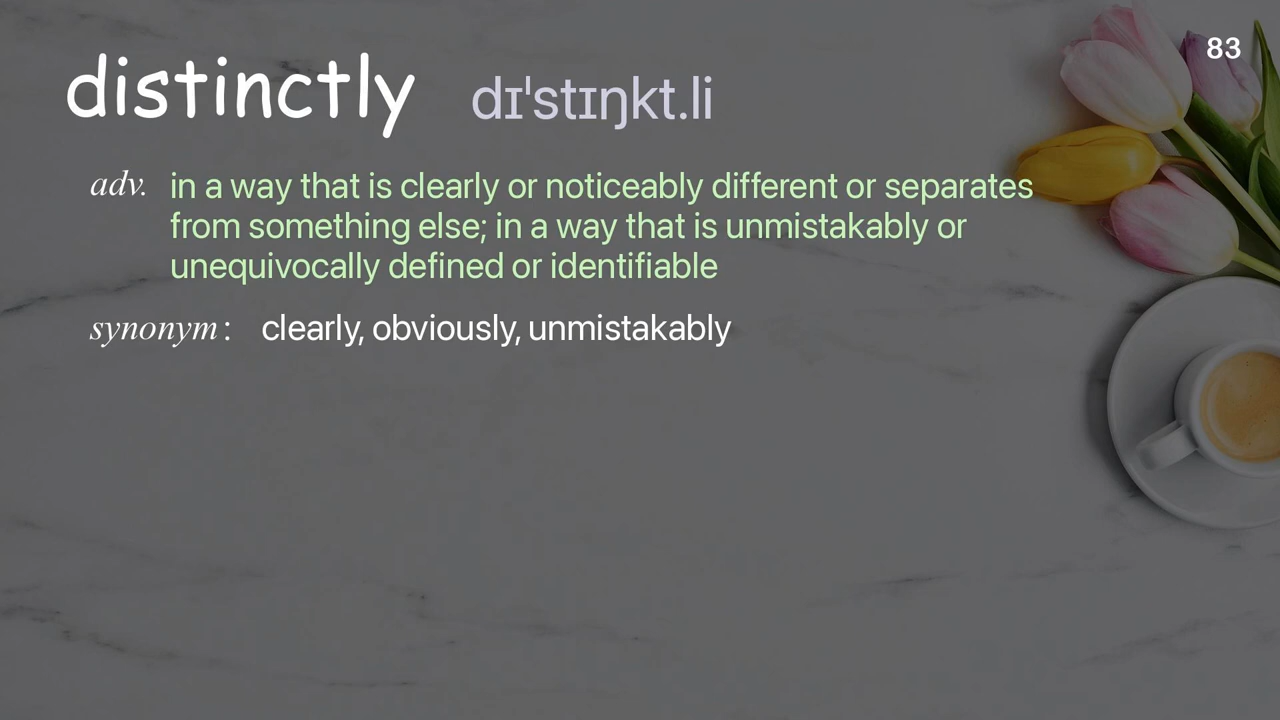 83
distinctly dɪˈstɪŋkt.li
adv. in a way that is clearly or noticeably different or separates
from something else; in a way that is unmistakably or
unequivocally defined or identifiable
synonym: clearly, obviously, unmistakably